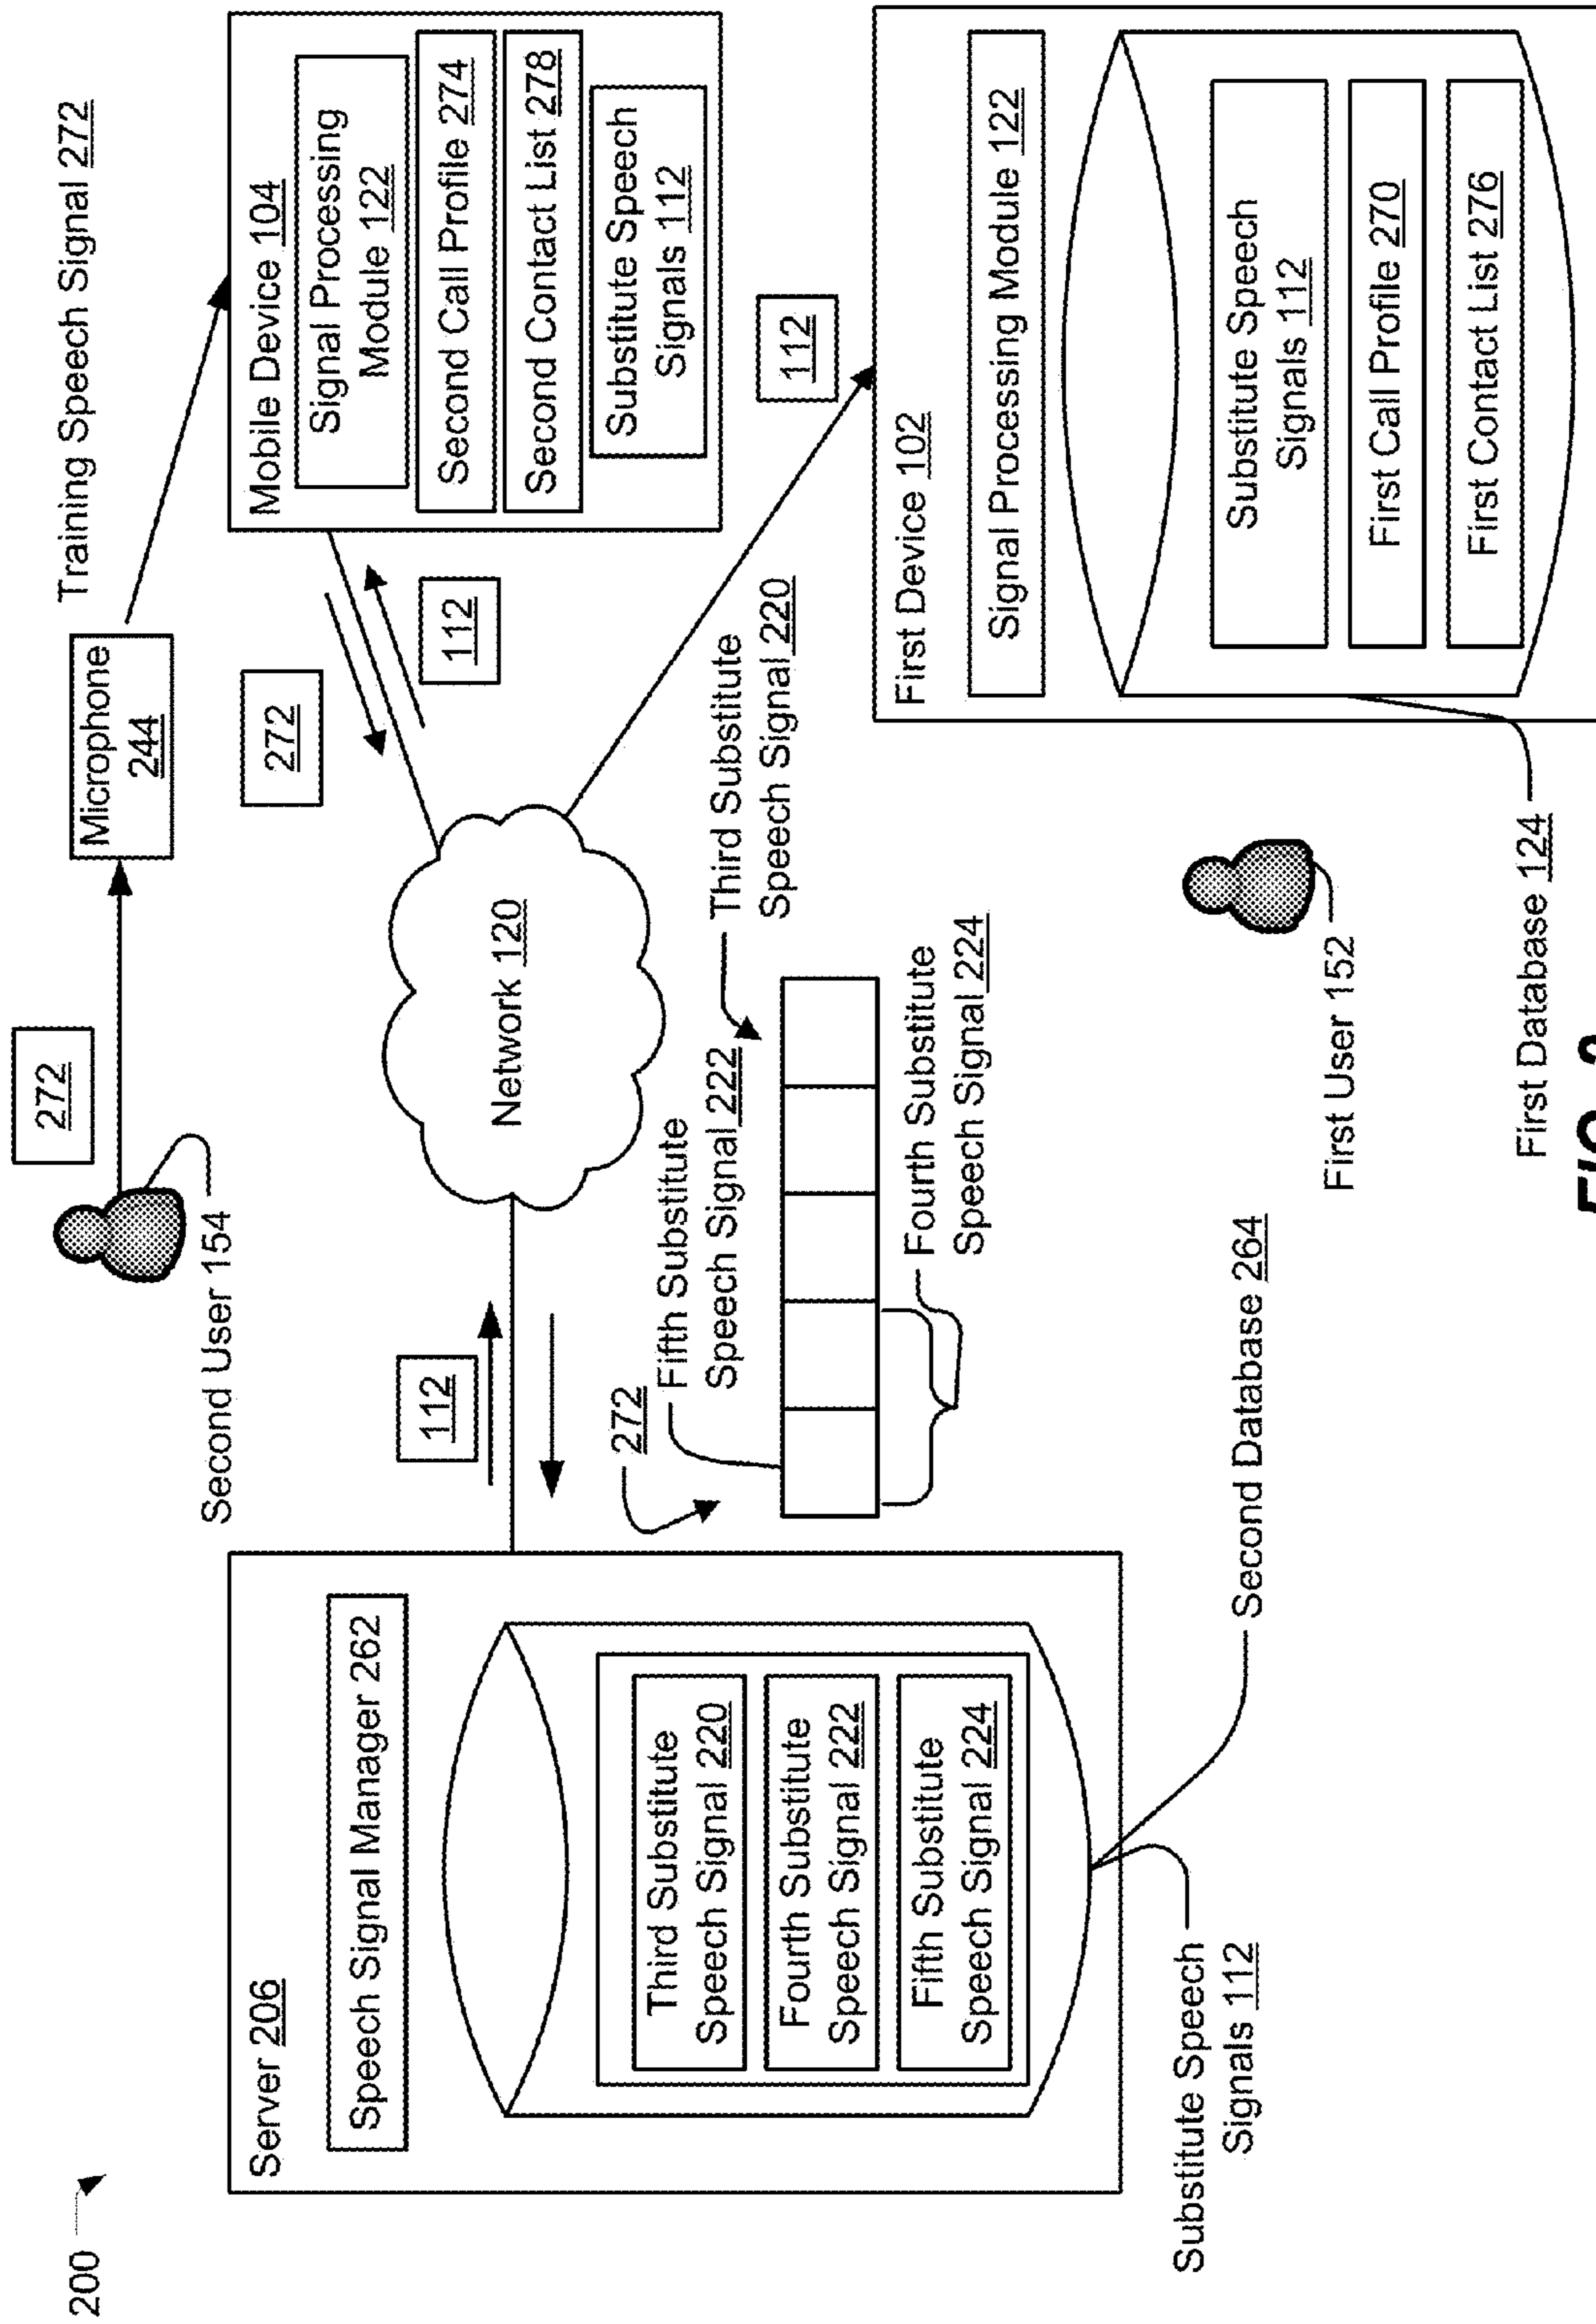 200
272
Second User 154
Microphone
244
Training Speech Signal 272
Server 206
Speech Signal Manager 262
Third Substitute
Speech Signal 220
Fourth Substitute
Speech Signal 222
Fifth Substitute
Speech Signal 224
Substitute Speech
Signals 112
Second Database 264
112
Network 120
272
112
Mobile Device 104
Signal Processing
Module 122
Second Call Profile 274
Second Contact List 278
Substitute Speech
Signals 112
272
Fifth Substitute
Speech Signal 222
Third Substitute
Speech Signal 220
Fourth Substitute
Speech Signal 224
112
First User 152
First Device 102
Signal Processing Module 122
Substitute Speech
Signals 112
First Call Profile 270
First Contact List 276
First Database 124